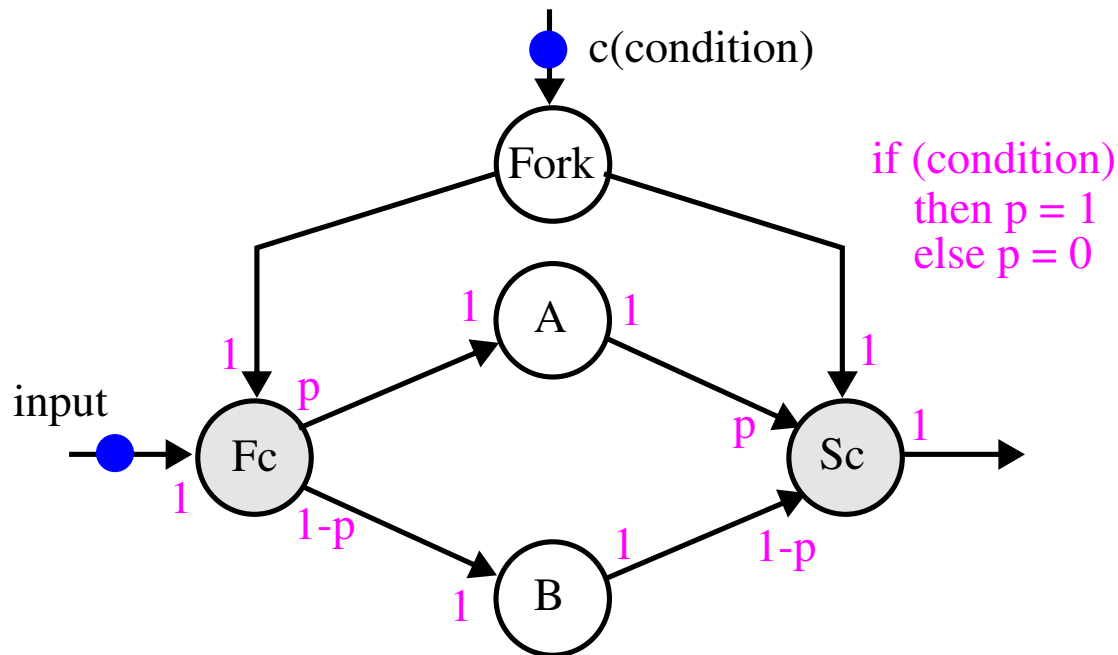 c(condition)
Fork
if (condition)
then p = 1
else p = 0
A
1
1
1
1
input
p
p
1
Fc
Sc
1
1-p
1
1-p
1
B